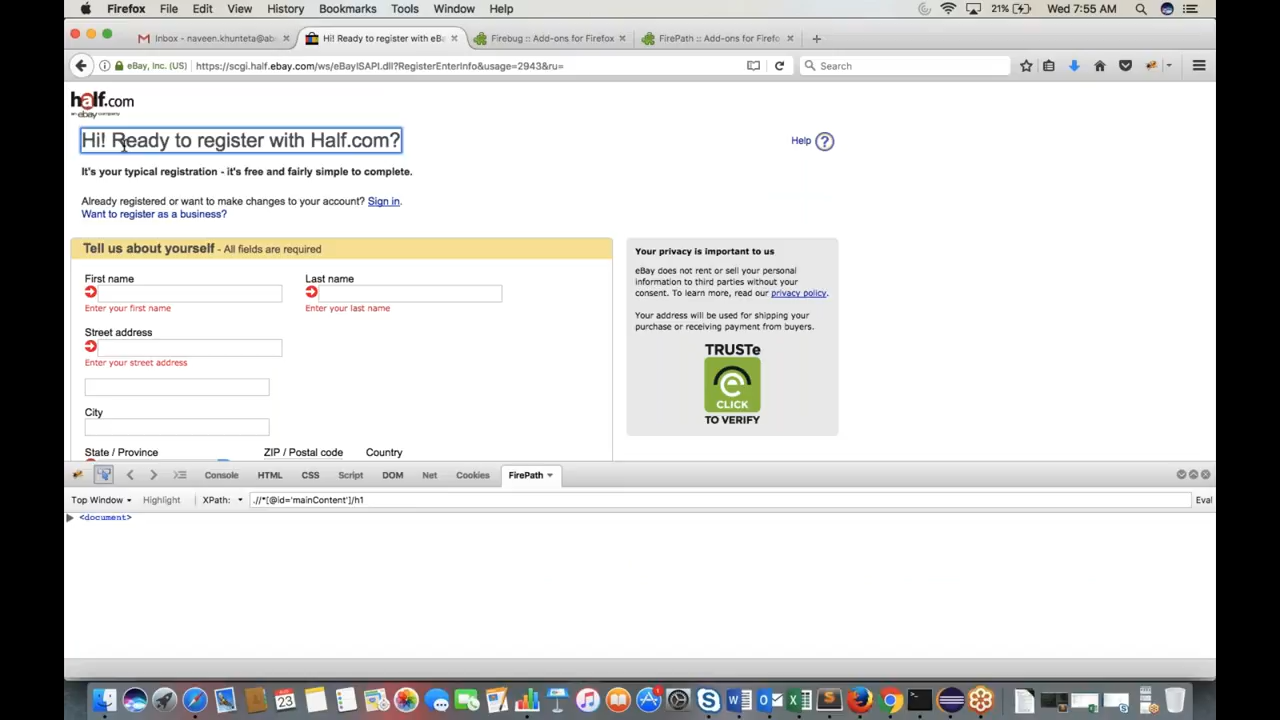 Firefox File Edit View History Bookmarks Tools Window Help 21% Wed 7:55 AM
Inbox - naveen.khunteta@ab Hi! Ready to register with eBa Firebug :: Add-ons for Firefox FirePath :: Add-ons for Firefo
eBay, Inc. (US) https://scgi.half.ebay.com/ws/eBayISAPI.dll?RegisterEnterInfo&usage=2943&ru= Search
half.com
an ebay company
Hi! Ready to register with Half.com?
Help ?
It's your typical registration - it's free and fairly simple to complete.
Already registered or want to make changes to your account? Sign in.
Want to register as a business?
Tell us about yourself - All fields are required
First name Last name
Enter your first name Enter your last name
Street address
Enter your street address
City
State / Province ZIP / Postal code Country
Your privacy is important to us
eBay does not rent or sell your personal
information to third parties without your
consent. To learn more, read our privacy policy.
Your address will be used for shipping your
purchase or receiving payment from buyers.
TRUSTe
CLICK
TO VERIFY
Console HTML CSS Script DOM Net Cookies FirePath
Top Window Highlight XPath: .//*[@id='mainContent']/h1 Eval
<document>
23